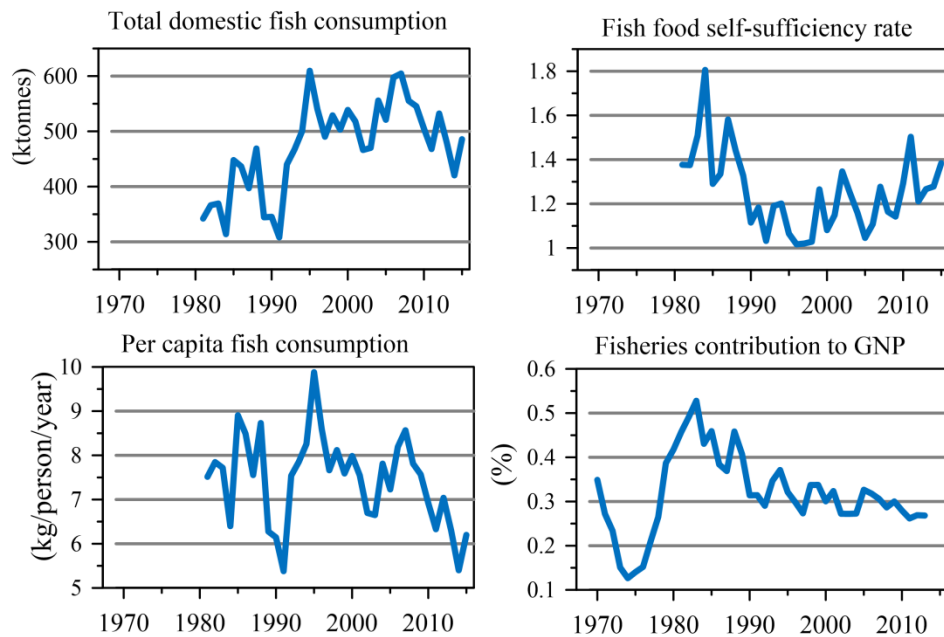 Total domestic fish consumption
(ktonnes)
600
500
400
300
1970 1980 1990 2000 2010
Fish food self-sufficiency rate
1.8
1.6
1.4
1.2
1
1970 1980 1990 2000 2010
Per capita fish consumption
(kg/person/year)
10
9
8
7
6
5
1970 1980 1990 2000 2010
Fisheries contribution to GNP
(%)
0.6
0.5
0.4
0.3
0.2
0.1
1970 1980 1990 2000 2010